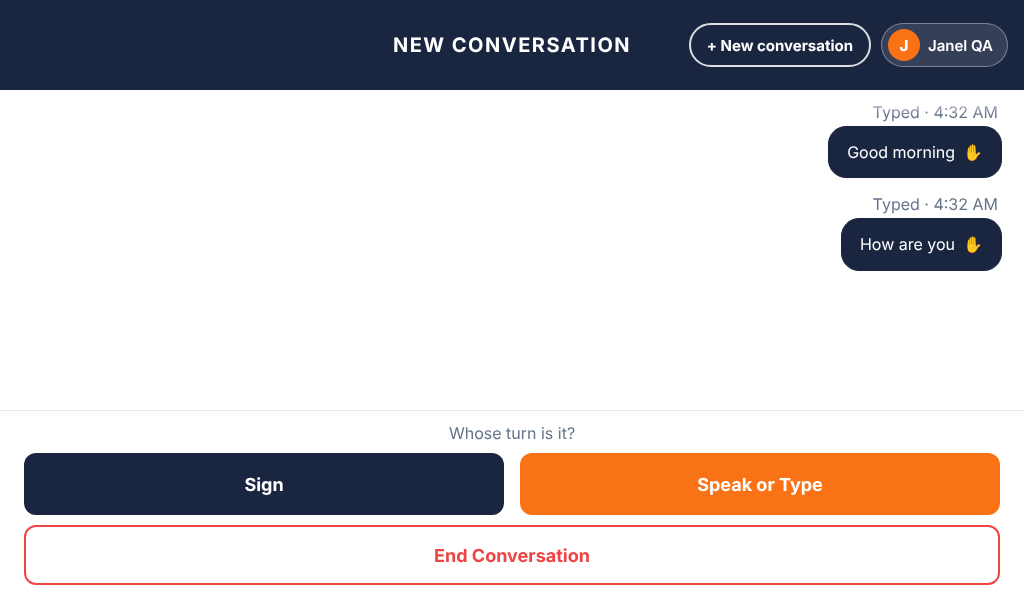 NEW CONVERSATION
+ New conversation
J
Janel QA
Typed · 4:32 AM
Good morning ✋
Typed · 4:32 AM
How are you ✋
Whose turn is it?
Sign
Speak or Type
End Conversation